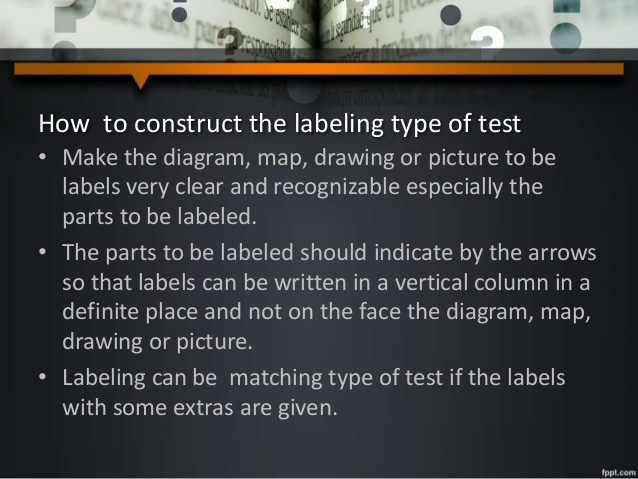 How  to construct the labeling type of test
• Make the diagram, map, drawing or picture to be
labels very clear and recognizable especially the
parts to be labeled.
• The parts to be labeled should indicate by the arrows
so that labels can be written in a vertical column in a
definite place and not on the face the diagram, map,
drawing or picture.
• Labeling can be  matching type of test if the labels
with some extras are given.
fppt.com